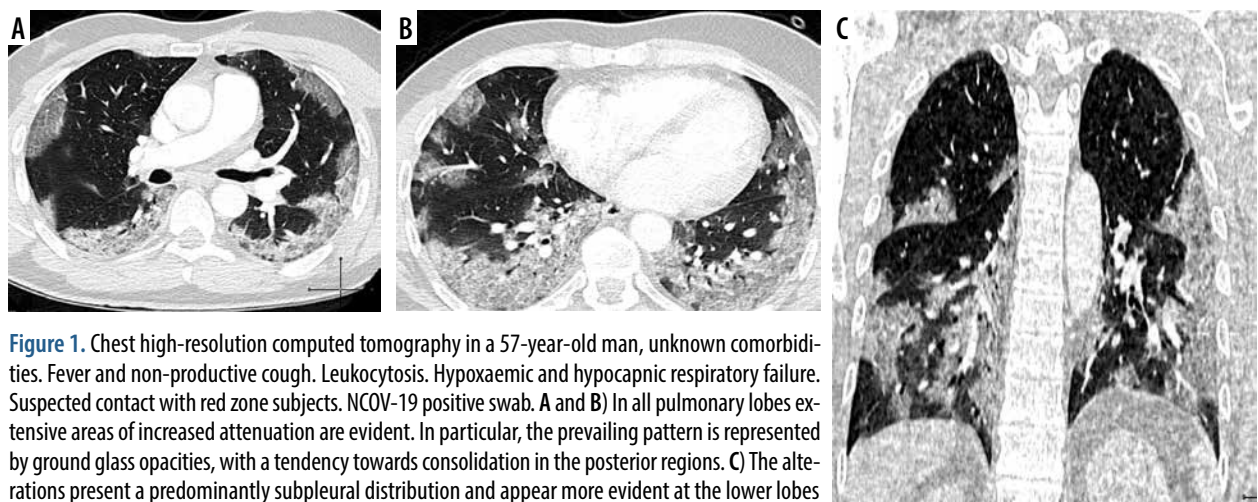 A
B
C
Figure 1. Chest high-resolution computed tomography in a 57-year-old man, unknown comorbidi-
ties. Fever and non-productive cough. Leukocytosis. Hypoxaemic and hypocapnic respiratory failure.
Suspected contact with red zone subjects. NCOV-19 positive swab. A and B) In all pulmonary lobes ex-
tensive areas of increased attenuation are evident. In particular, the prevailing pattern is represented
by ground glass opacities, with a tendency towards consolidation in the posterior regions. C) The alte-
rations present a predominantly subpleural distribution and appear more evident at the lower lobes